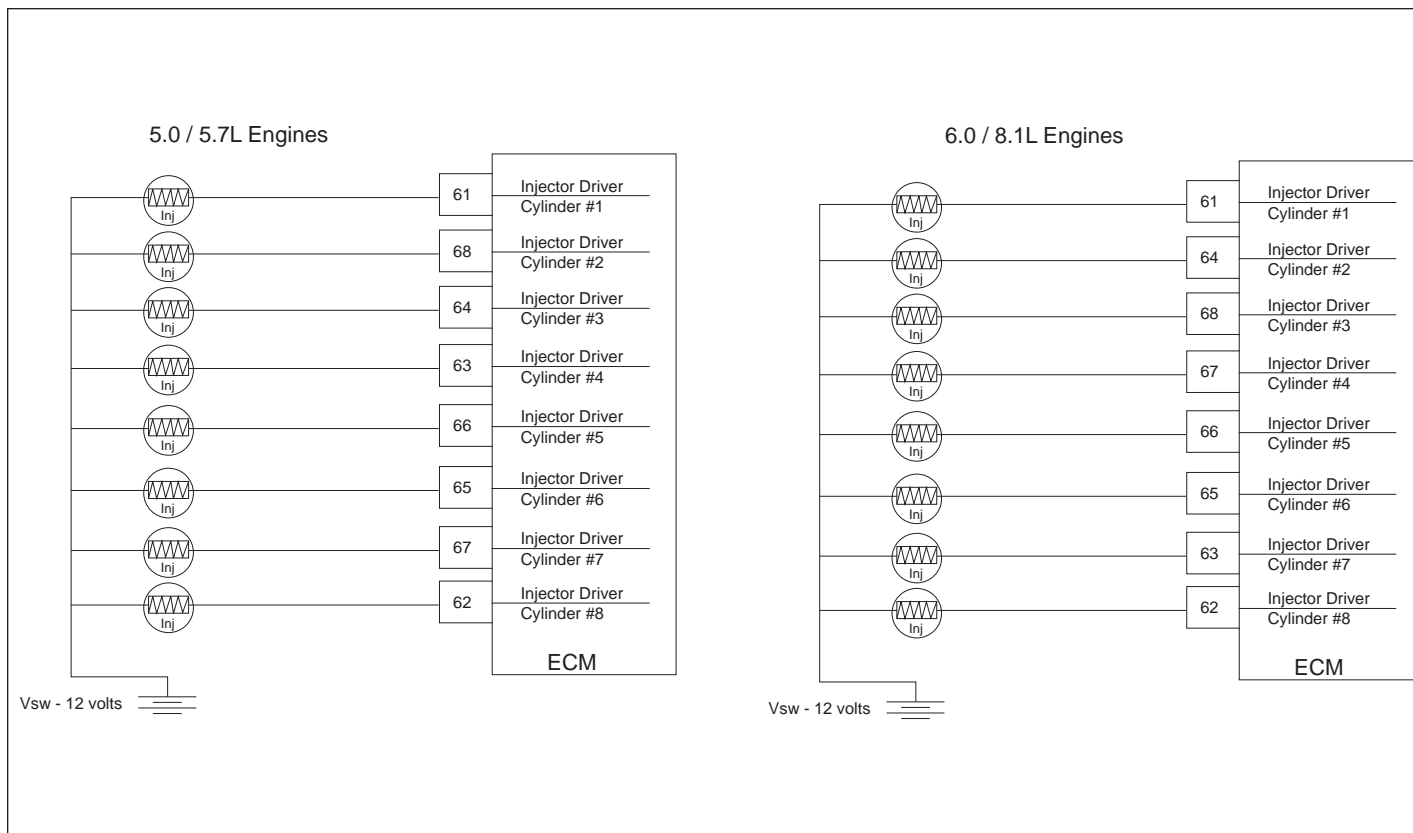 5.0 / 5.7L Engines
Inj
61
Injector Driver
Cylinder #1
Inj
68
Injector Driver
Cylinder #2
Inj
64
Injector Driver
Cylinder #3
Inj
63
Injector Driver
Cylinder #4
Inj
66
Injector Driver
Cylinder #5
Inj
65
Injector Driver
Cylinder #6
Inj
67
Injector Driver
Cylinder #7
Inj
62
Injector Driver
Cylinder #8
ECM
Vsw - 12 volts
6.0 / 8.1L Engines
Inj
61
Injector Driver
Cylinder #1
Inj
64
Injector Driver
Cylinder #2
Inj
68
Injector Driver
Cylinder #3
Inj
67
Injector Driver
Cylinder #4
Inj
66
Injector Driver
Cylinder #5
Inj
65
Injector Driver
Cylinder #6
Inj
63
Injector Driver
Cylinder #7
Inj
62
Injector Driver
Cylinder #8
ECM
Vsw - 12 volts